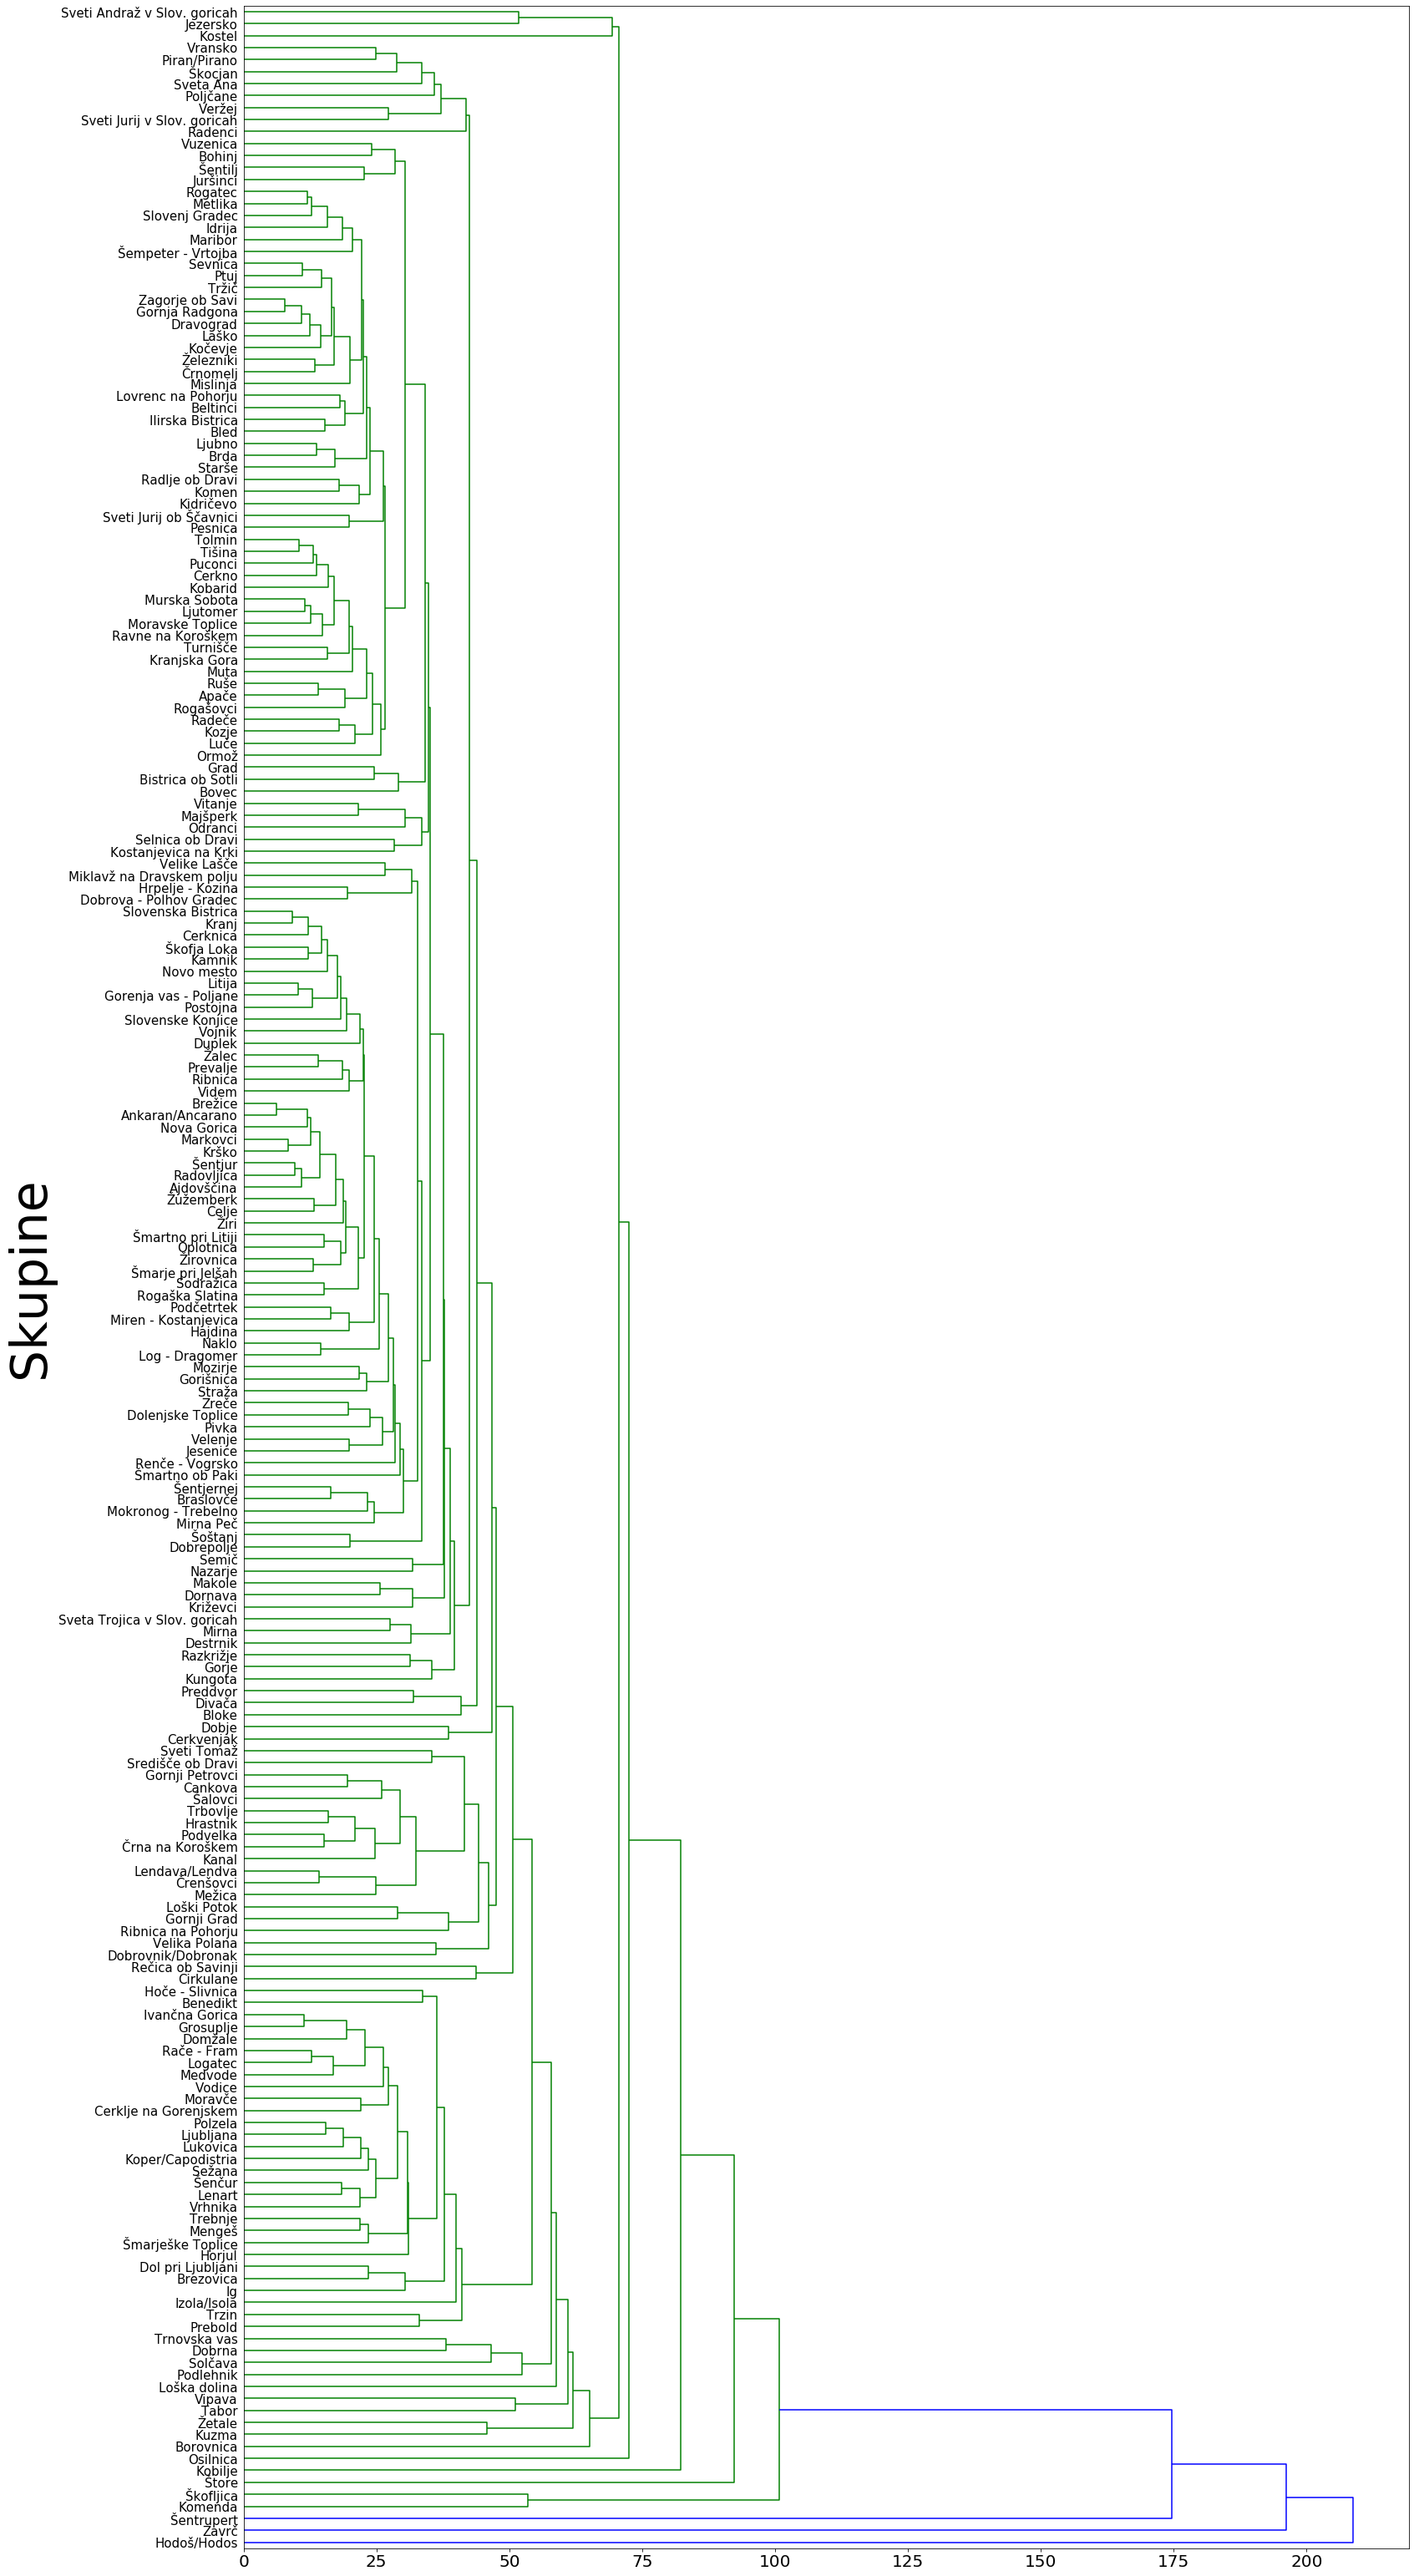 Sveti Andraž v Slov. goricah
Jezersko
Kostel
Vransko
Piran/Pirano
Škocjan
Sveta Ana
Poljčane
Veržej
Sveti Jurij v Slov. goricah
Radenci
Vuzenica
Bohinj
Šentilj
Juršinci
Rogatec
Metlika
Slovenj Gradec
Idrija
Maribor
Šempeter - Vrtojba
Sevnica
Ptuj
Tržič
Zagorje ob Savi
Gornja Radgona
Dravograd
Laško
Kočevje
Železniki
Črnomelj
Mislinja
Lovrenc na Pohorju
Beltinci
Ilirska Bistrica
Bled
Ljubno
Brda
Starše
Radlje ob Dravi
Komen
Kidričevo
Sveti Jurij ob Ščavnici
Pesnica
Tolmin
Tišina
Puconci
Cerkno
Kobarid
Murska Sobota
Ljutomer
Moravske Toplice
Ravne na Koroškem
Turnišče
Kranjska Gora
Muta
Ruše
Apače
Rogašovci
Radeče
Kozje
Luče
Ormož
Grad
Bistrica ob Sotli
Bovec
Vitanje
Majšperk
Odranci
Selnica ob Dravi
Kostanjevica na Krki
Velike Lašče
Miklavž na Dravskem polju
Hrpelje - Kozina
Dobrova - Polhov Gradec
Slovenska Bistrica
Kranj
Cerknica
Škofja Loka
Kamnik
Novo mesto
Litija
Gorenja vas - Poljane
Postojna
Slovenske Konjice
Vojnik
Duplek
Žalec
Prevalje
Ribnica
Videm
Brežice
Ankaran/Ancarano
Nova Gorica
Markovci
Krško
Šentjur
Radovljica
Ajdovščina
Žužemberk
Celje
Žiri
Šmartno pri Litiji
Oplotnica
Žirovnica
Šmarje pri Jelšah
Sodražica
Rogaška Slatina
Podčetrtek
Miren - Kostanjevica
Hajdina
Naklo
Log - Dragomer
Mozirje
Gorišnica
Straža
Zreče
Dolenjske Toplice
Pivka
Velenje
Jesenice
Renče - Vogrsko
Šmartno ob Paki
Šentjernej
Braslovče
Mokronog - Trebelno
Mirna Peč
Šoštanj
Dobrepolje
Semič
Nazarje
Makole
Dornava
Križevci
Sveta Trojica v Slov. goricah
Mirna
Destrnik
Razkrižje
Gorje
Kungota
Preddvor
Divača
Bloke
Dobje
Cerkvenjak
Sveti Tomaž
Središče ob Dravi
Gornji Petrovci
Cankova
Šalovci
Trbovlje
Hrastnik
Podvelka
Črna na Koroškem
Kanal
Lendava/Lendva
Črenšovci
Mežica
Loški Potok
Gornji Grad
Ribnica na Pohorju
Velika Polana
Dobrovnik/Dobronak
Rečica ob Savinji
Cirkulane
Hoče - Slivnica
Benedikt
Ivančna Gorica
Grosuplje
Domžale
Rače - Fram
Logatec
Medvode
Vodice
Moravče
Cerklje na Gorenjskem
Polzela
Ljubljana
Lukovica
Koper/Capodistria
Sežana
Šenčur
Lenart
Vrhnika
Trebnje
Mengeš
Šmarješke Toplice
Horjul
Dol pri Ljubljani
Brezovica
Ig
Izola/Isola
Trzin
Prebold
Trnovska vas
Dobrna
Solčava
Podlehnik
Loška dolina
Vipava
Tabor
Žetale
Kuzma
Borovnica
Osilnica
Kobilje
Štore
Škofljica
Komenda
Šentrupert
Zavrč
Hodoš/Hodos
Skupine
0 25 50 75 100 125 150 175 200